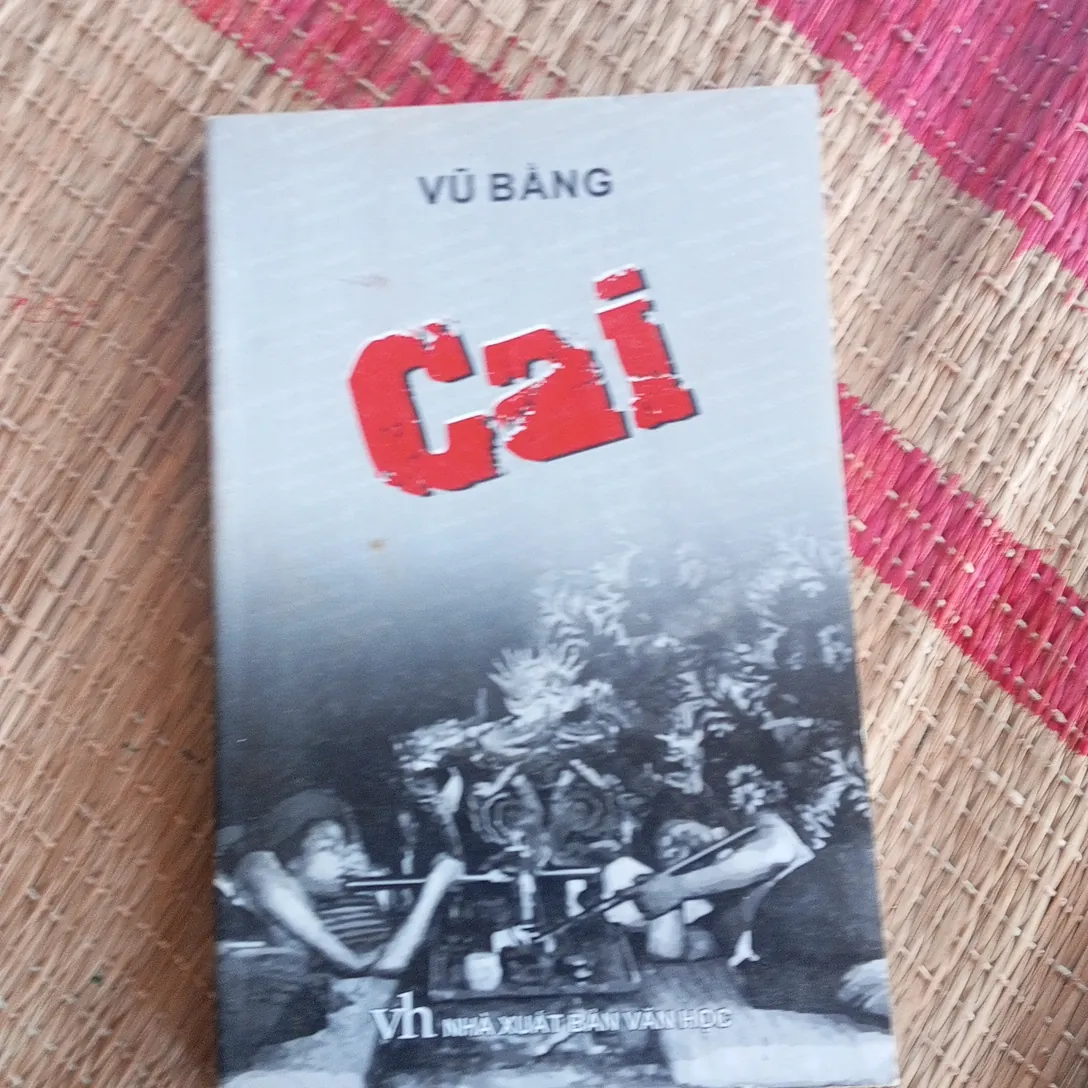 VŨ BẰNG
Cai
vh NHÀ XUẤT BẢN VĂN HỌC